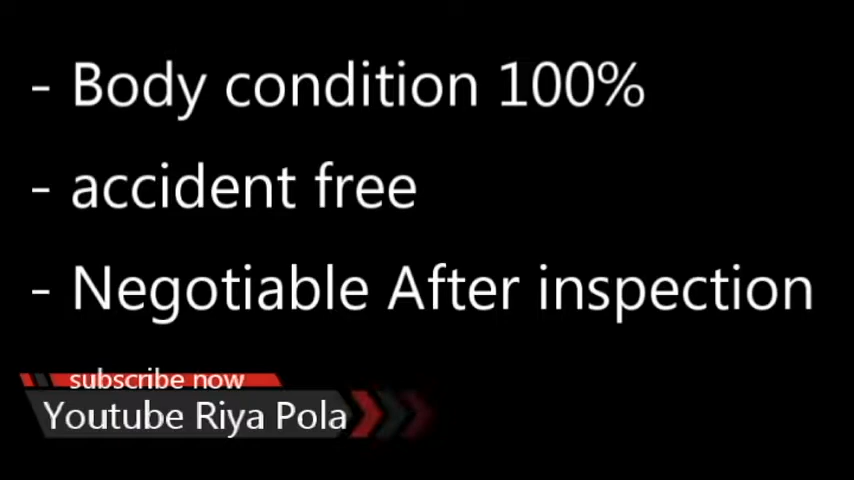 - Body condition 100%
- accident free
- Negotiable After inspection
subscribe now
Youtube Riya Pola